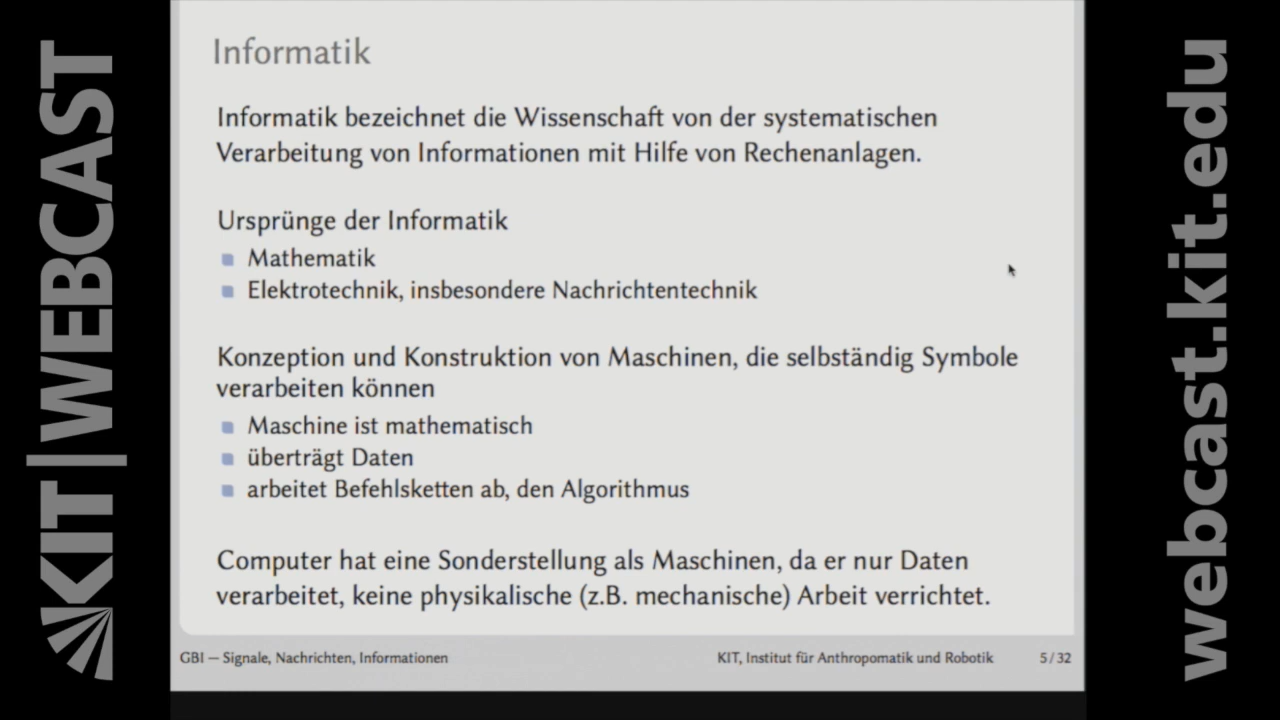 KIT | WEBCAST
Informatik
Informatik bezeichnet die Wissenschaft von der systematischen
Verarbeitung von Informationen mit Hilfe von Rechenanlagen.
Ursprünge der Informatik
Mathematik
Elektrotechnik, insbesondere Nachrichtentechnik
Konzeption und Konstruktion von Maschinen, die selbständig Symbole
verarbeiten können
Maschine ist mathematisch
überträgt Daten
arbeitet Befehlsketten ab, den Algorithmus
Computer hat eine Sonderstellung als Maschinen, da er nur Daten
verarbeitet, keine physikalische (z.B. mechanische) Arbeit verrichtet.
GBI — Signale, Nachrichten, Informationen
KIT, Institut für Anthropomatik und Robotik
5 / 32
webcast.kit.edu